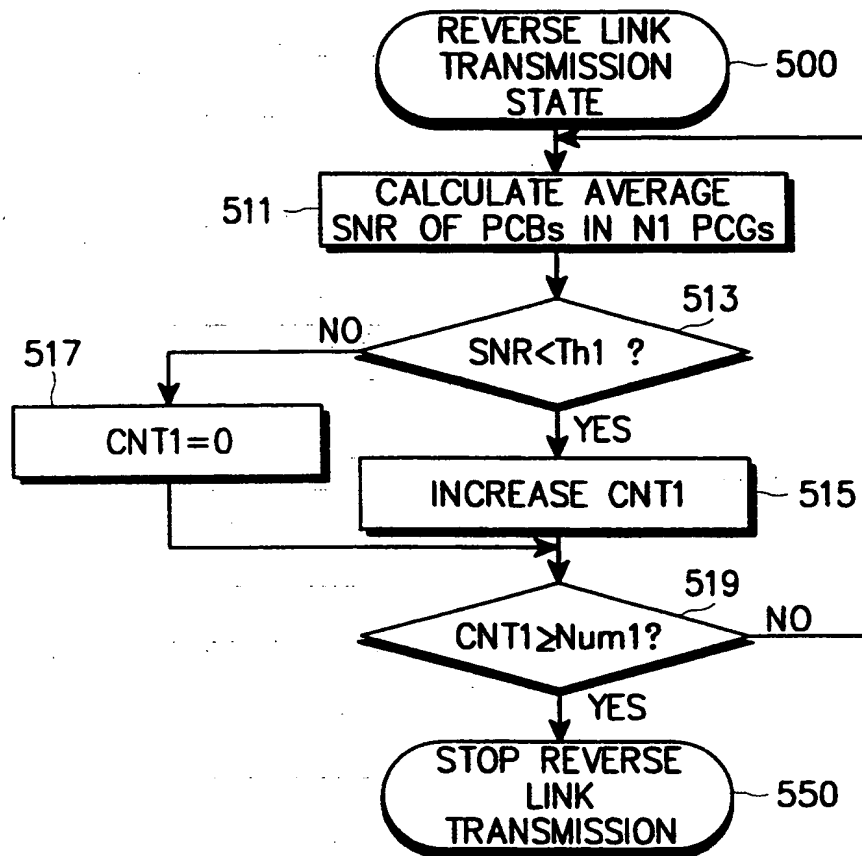 REVERSE LINK
TRANSMISSION
STATE
500
511
CALCULATE AVERAGE
SNR OF PCBs IN N1 PCGs
513
SNR<Th1 ?
NO
517
CNT1=0
YES
INCREASE CNT1
515
519
CNT1≥Num1?
NO
YES
STOP REVERSE
LINK
TRANSMISSION
550